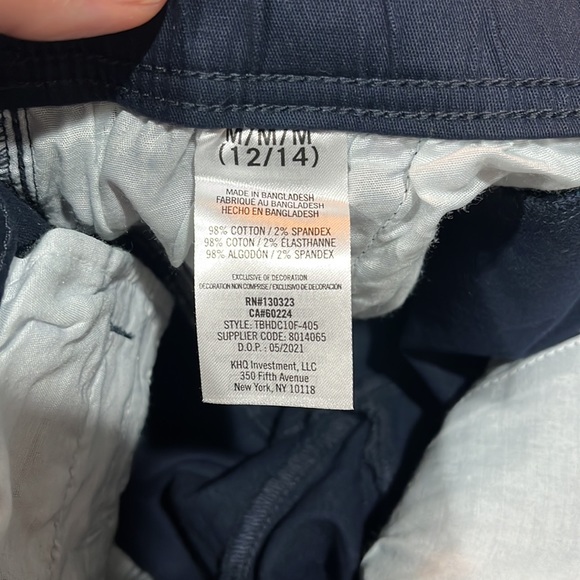 M/M/M
(12/14)
MADE IN BANGLADESH
FABRIQUÉ AU BANGLADESH
HECHO EN BANGLADESH
98% COTTON / 2% SPANDEX
98% COTON / 2% ÉLASTHANNE
98% ALGODÓN / 2% SPANDEX
EXCLUSIVE OF DECORATION
DÉCORATION NON COMPRISE / EXCLUSIVO DE DECORACIÓN
RN#130323
CA#60224
STYLE: TBHDC10F-405
SUPPLIER CODE: 8014065
D.O.P. : 05/2021
KHQ Investment, LLC
350 Fifth Avenue
New York, NY 10118